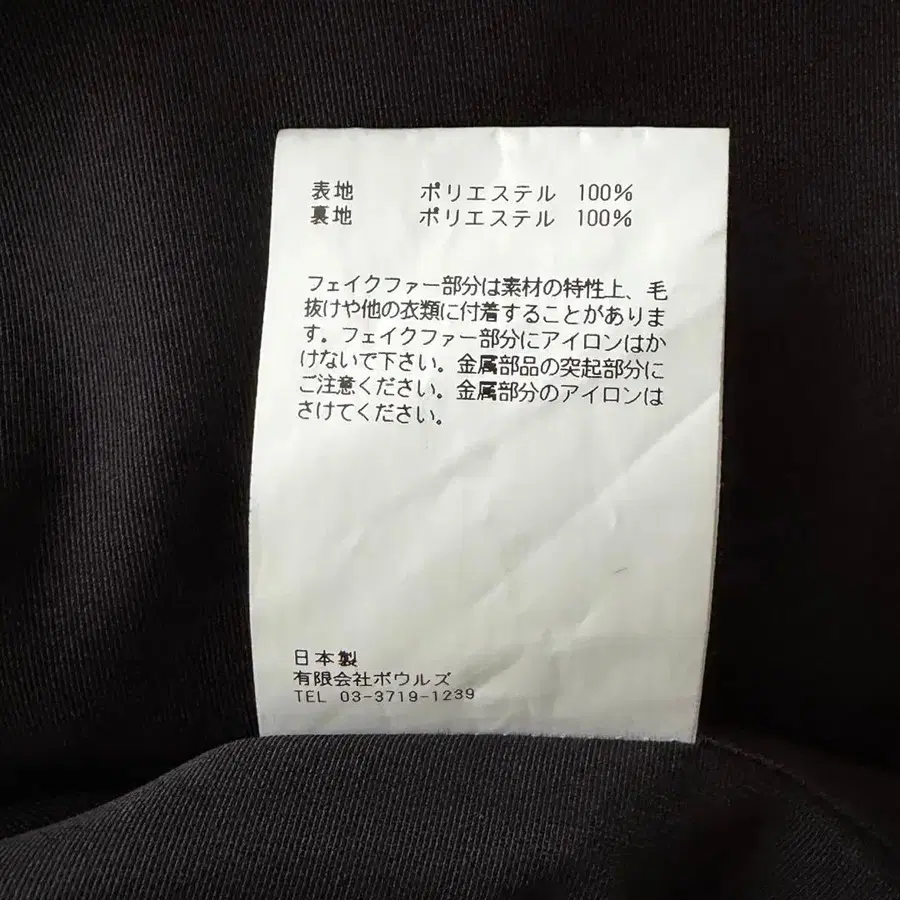 表地 ポリエステル 100%
裏地 ポリエステル 100%
フェイクファー部分は素材の特性上、毛
抜けや他の衣類に付着することがありま
す。フェイクファー部分にアイロンはか
けないで下さい。金属部品の突起部分に
ご注意ください。金属部分のアイロンは
さけてください。
日本製
有限会社ボウルズ
TEL 03-3719-1239